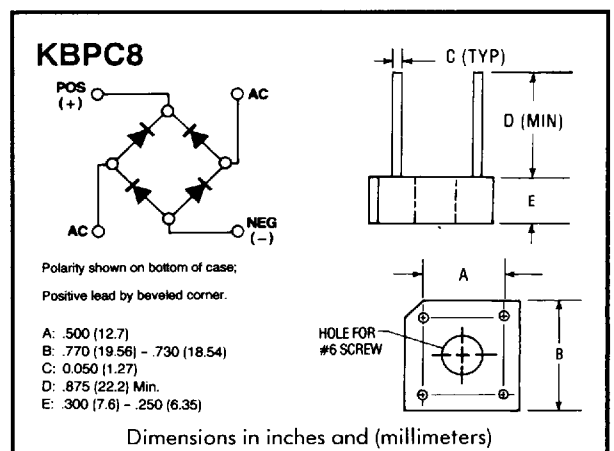 KBPC8
POS
(+)
AC
AC
NEG
(–)
Polarity shown on bottom of case;
Positive lead by beveled corner.
A: .500 (12.7)
B: .770 (19.56) – .730 (18.54)
C: 0.050 (1.27)
D: .875 (22.2) Min.
E: .300 (7.6) – .250 (6.35)
C (TYP)
D (MIN)
E
A
HOLE FOR
#6 SCREW
B
Dimensions in inches and (millimeters)